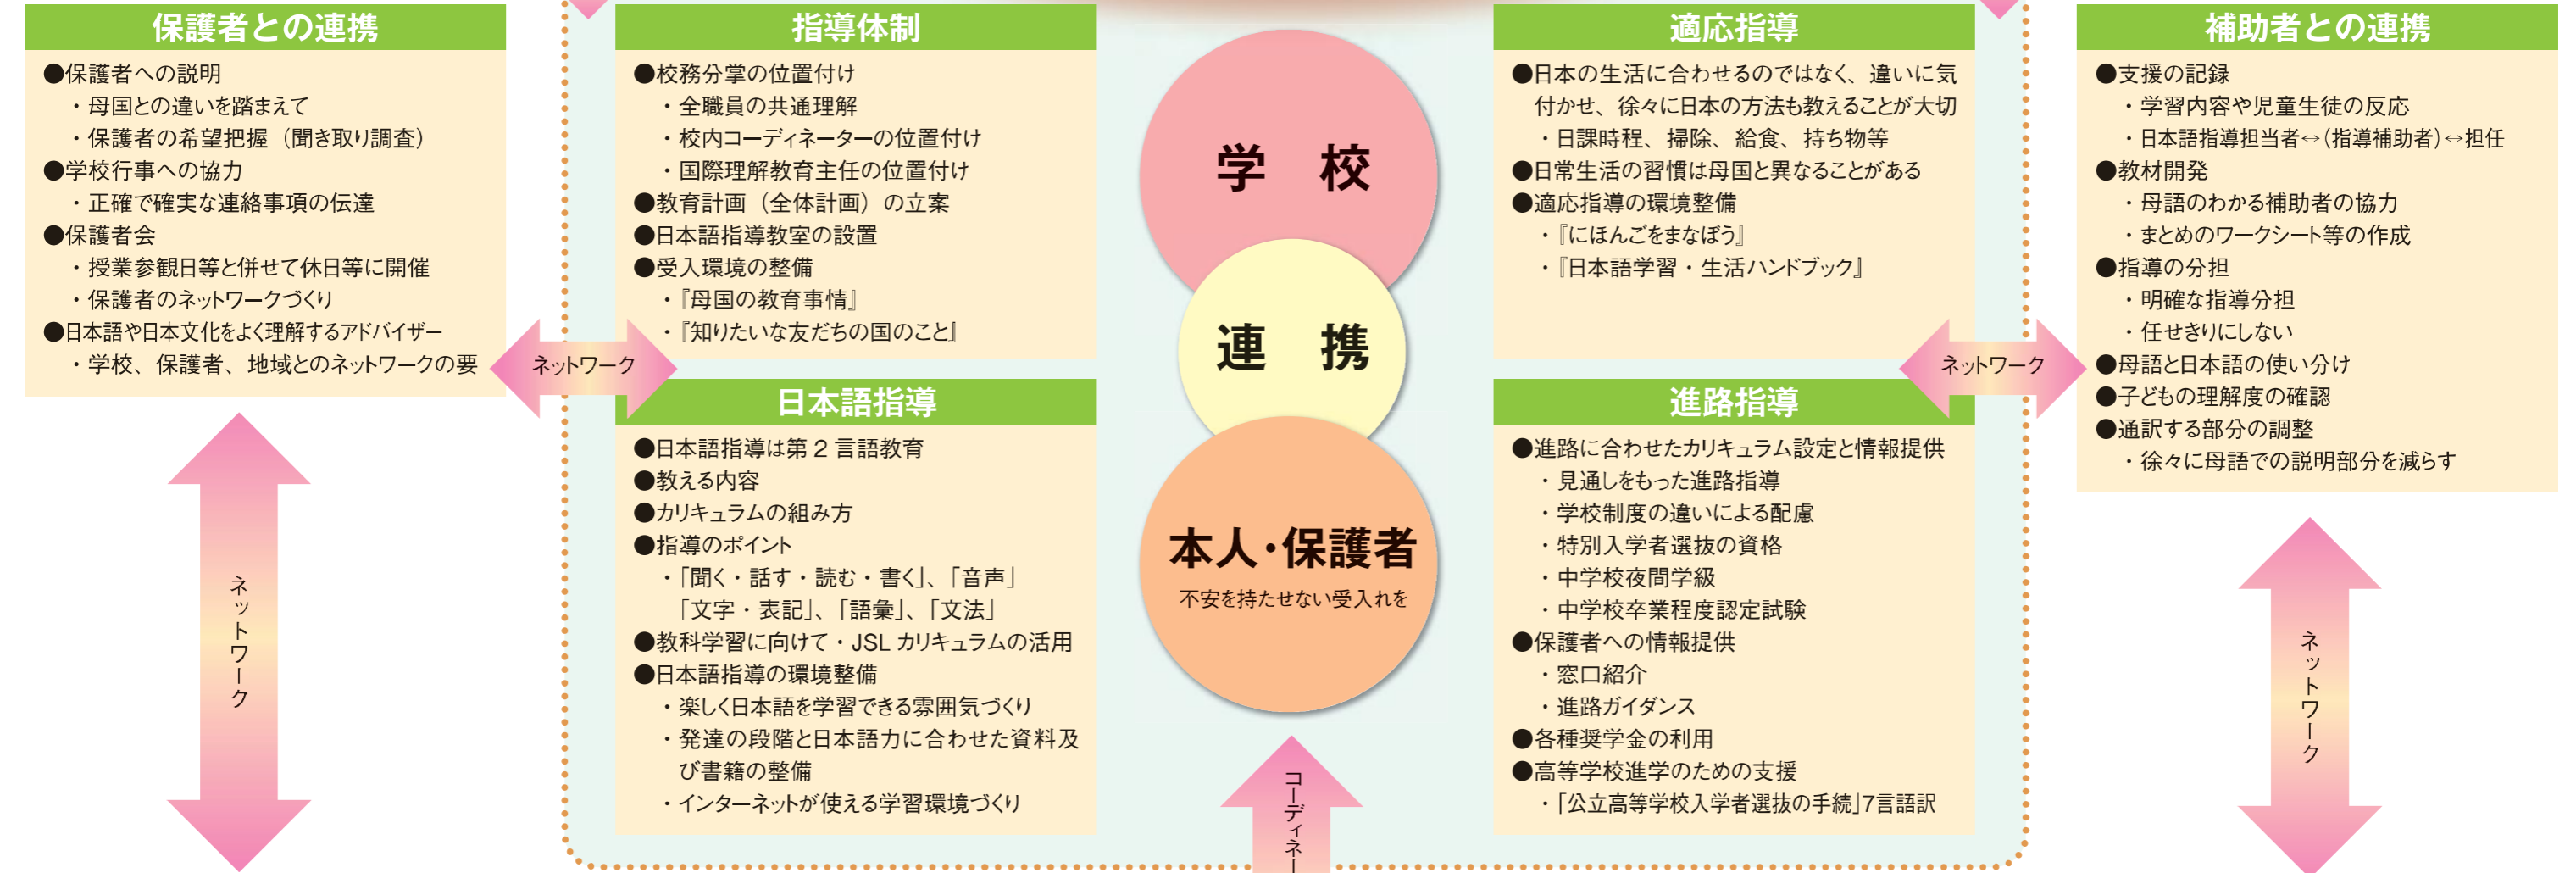 保護者との連携
●保護者への説明
・母国との違いを踏まえて
・保護者の希望把握（聞き取り調査）
●学校行事への協力
・正確で確実な連絡事項の伝達
●保護者会
・授業参観日等と併せて休日等に開催
・保護者のネットワークづくり
●日本語や日本文化をよく理解するアドバイザー
・学校、保護者、地域とのネットワークの要
ネットワーク
ネットワーク
指導体制
●校務分掌の位置付け
・全職員の共通理解
・校内コーディネーターの位置付け
・国際理解教育主任の位置付け
●教育計画（全体計画）の立案
●日本語指導教室の設置
●受入環境の整備
・『母国の教育事情』
・『知りたいな友だちの国のこと』
日本語指導
●日本語指導は第２言語教育
●教える内容
●カリキュラムの組み方
●指導のポイント
・「聞く・話す・読む・書く」、「音声」
「文字・表記」、「語彙」、「文法」
●教科学習に向けて・JSLカリキュラムの活用
●日本語指導の環境整備
・楽しく日本語を学習できる雰囲気づくり
・発達の段階と日本語力に合わせた資料及
び書籍の整備
・インターネットが使える学習環境づくり
学　校
連　携
本人・保護者
不安を持たせない受入れを
コーディネー
適応指導
●日本の生活に合わせるのではなく、違いに気
付かせ、徐々に日本の方法も教えることが大切
・日課時程、掃除、給食、持ち物等
●日常生活の習慣は母国と異なることがある
●適応指導の環境整備
・『にほんごをまなぼう』
・『日本語学習・生活ハンドブック』
進路指導
●進路に合わせたカリキュラム設定と情報提供
・見通しをもった進路指導
・学校制度の違いによる配慮
・特別入学者選抜の資格
・中学校夜間学級
・中学校卒業程度認定試験
●保護者への情報提供
・窓口紹介
・進路ガイダンス
●各種奨学金の利用
●高等学校進学のための支援
・「公立高等学校入学者選抜の手続」7言語訳
ネットワーク
補助者との連携
●支援の記録
・学習内容や児童生徒の反応
・日本語指導担当者↔(指導補助者)↔担任
●教材開発
・母語のわかる補助者の協力
・まとめのワークシート等の作成
●指導の分担
・明確な指導分担
・任せきりにしない
●母語と日本語の使い分け
●子どもの理解度の確認
●通訳する部分の調整
・徐々に母語での説明部分を減らす
ネットワーク